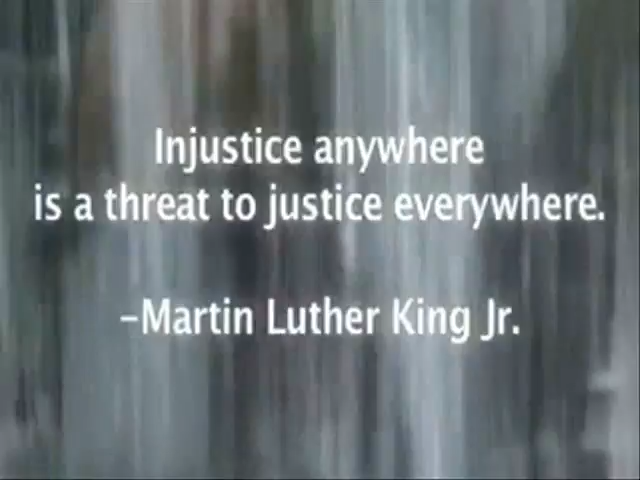 Injustice anywhere
is a threat to justice everywhere.
–Martin Luther King Jr.